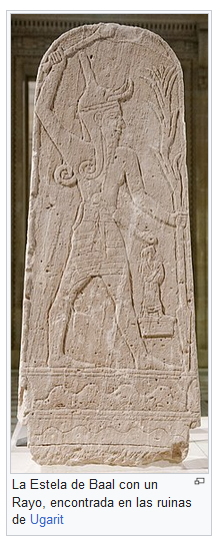 La Estela de Baal con un
Rayo, encontrada en las ruinas
de Ugarit